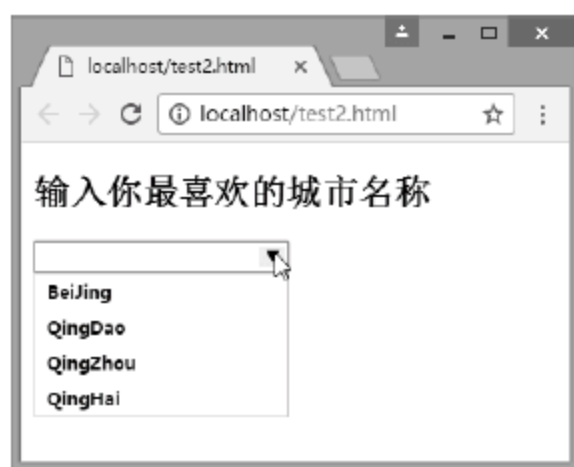 localhost/test2.html
localhost/test2.html
输入你最喜欢的城市名称
BeiJing
QingDao
QingZhou
QingHai